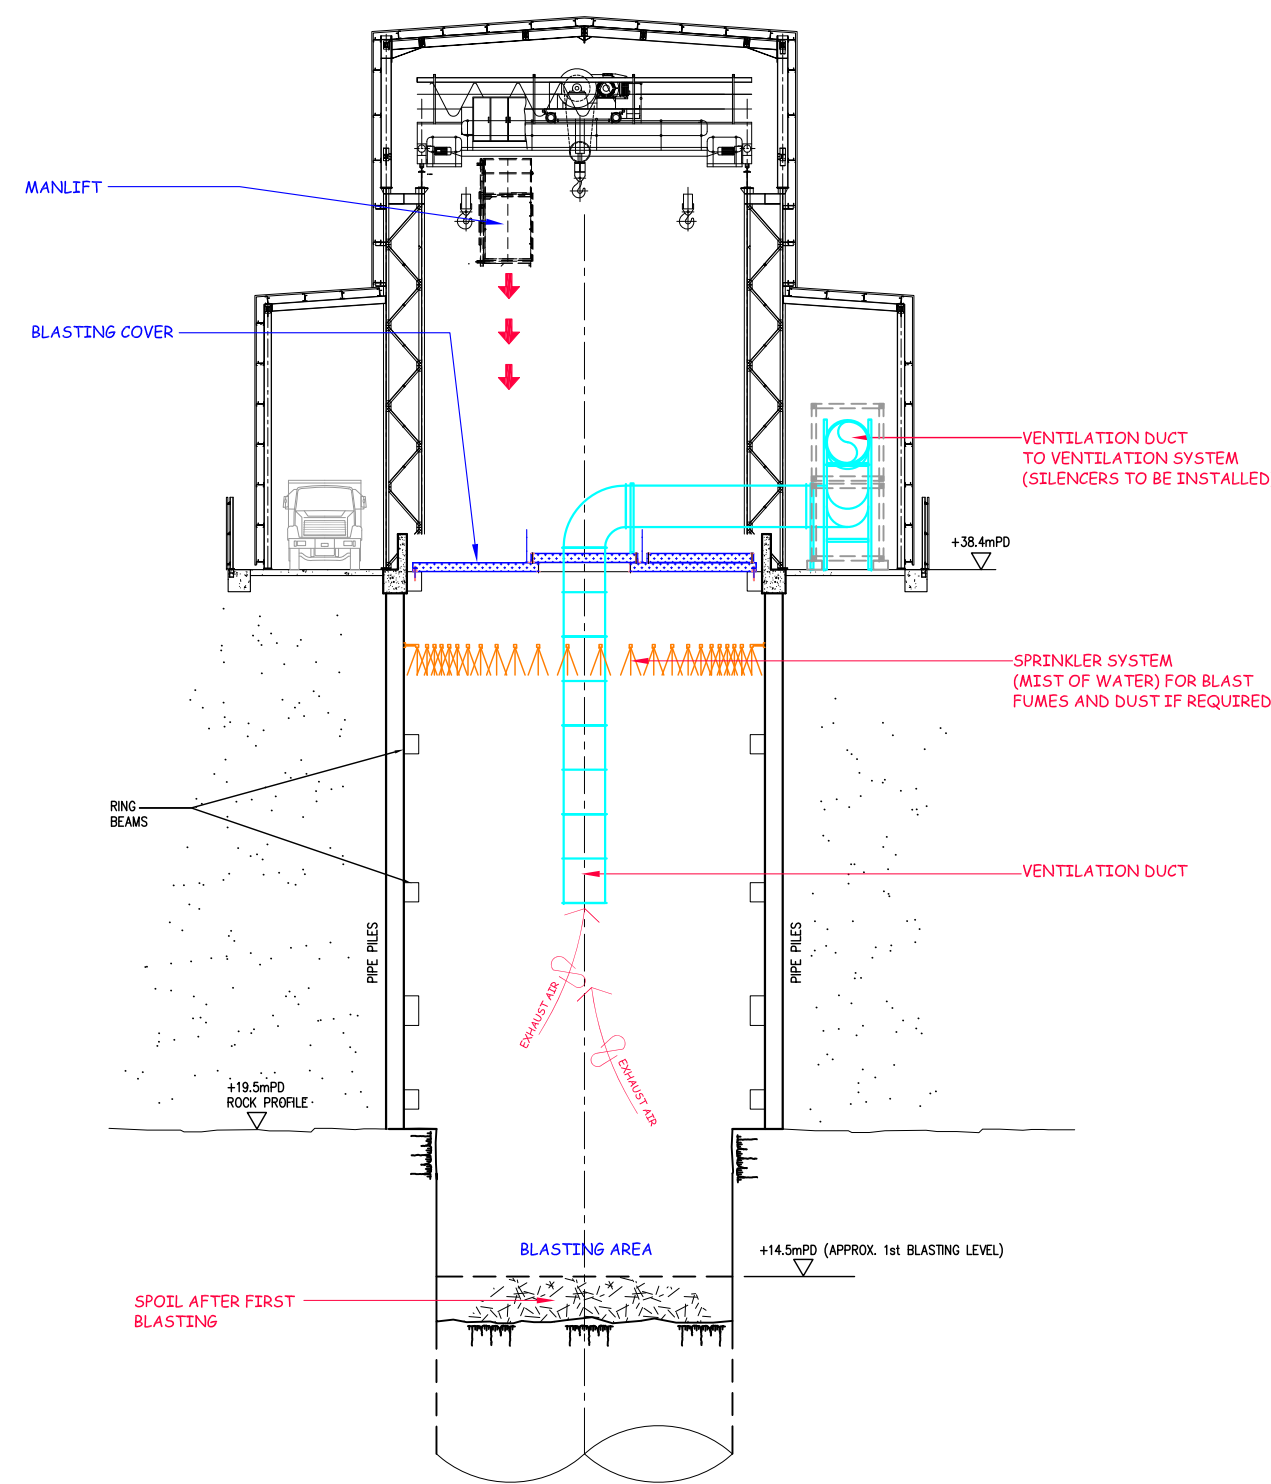 MANLIFT
BLASTING COVER
VENTILATION DUCT
TO VENTILATION SYSTEM
(SILENCERS TO BE INSTALLED
+38.4mPD
SPRINKLER SYSTEM
(MIST OF WATER) FOR BLAST
FUMES AND DUST IF REQUIRED
RING
BEAMS
VENTILATION DUCT
PIPE PILES
PIPE PILES
EXHAUST AIR
EXHAUST AIR
+19.5mPD
ROCK PROFILE
BLASTING AREA
+14.5mPD (APPROX. 1st BLASTING LEVEL)
SPOIL AFTER FIRST
BLASTING